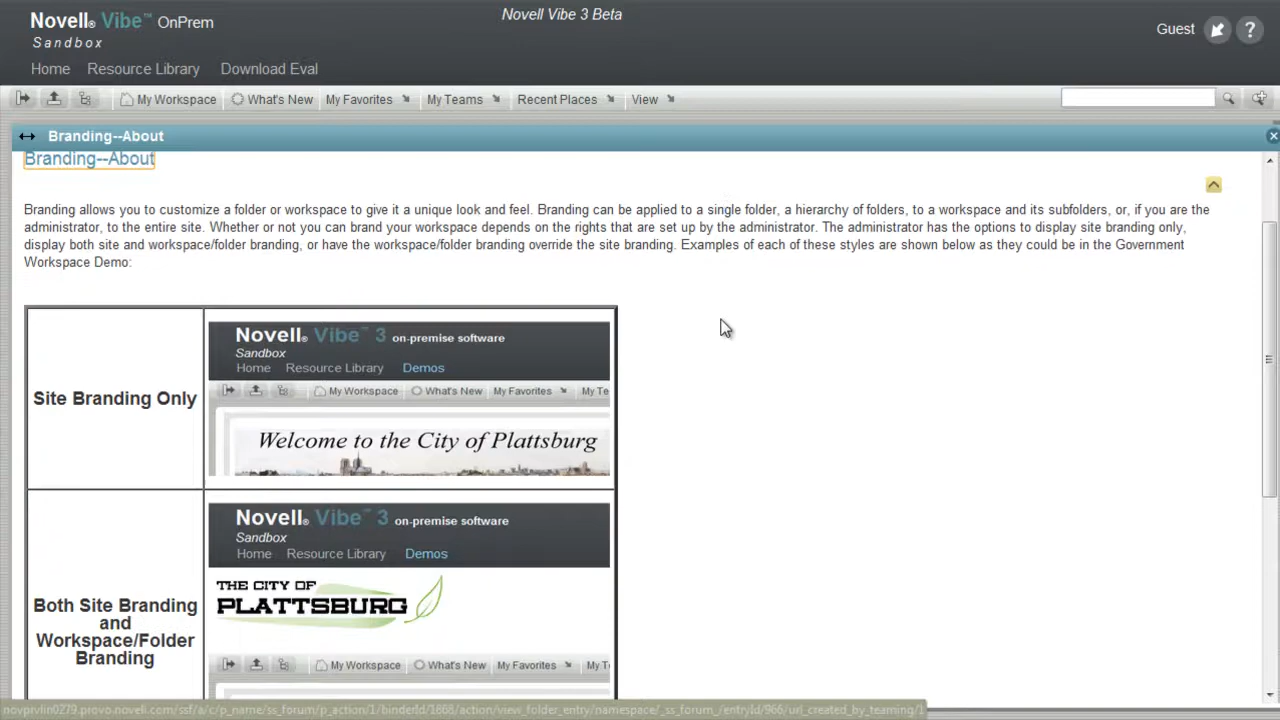 Novell® Vibe™ OnPrem
Novell Vibe 3 Beta
Guest
?
Sandbox
Home Resource Library Download Eval
My Workspace What's New My Favorites My Teams Recent Places View
Branding--About
Branding--About
Branding allows you to customize a folder or workspace to give it a unique look and feel. Branding can be applied to a single folder, a hierarchy of folders, to a workspace and its subfolders, or, if you are the
administrator, to the entire site. Whether or not you can brand your workspace depends on the rights that are set up by the administrator. The administrator has the options to display site branding only,
display both site and workspace/folder branding, or have the workspace/folder branding override the site branding. Examples of each of these styles are shown below as they could be in the Government
Workspace Demo:
Site Branding Only
Novell® Vibe™ 3 on-premise software
Sandbox
Home Resource Library Demos
My Workspace What's New My Favorites My Te
Welcome to the City of Plattsburg
Both Site Branding
and
Workspace/Folder
Branding
Novell® Vibe™ 3 on-premise software
Sandbox
Home Resource Library Demos
THE CITY OF
PLATTSBURG
My Workspace What's New My Favorites My T